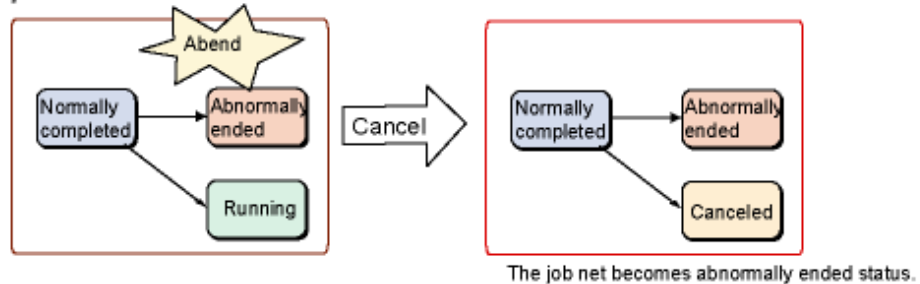 Abend
Normally
completed
Abnormally
ended
Running
Cancel
Normally
completed
Abnormally
ended
Canceled
The job net becomes abnormally ended status.